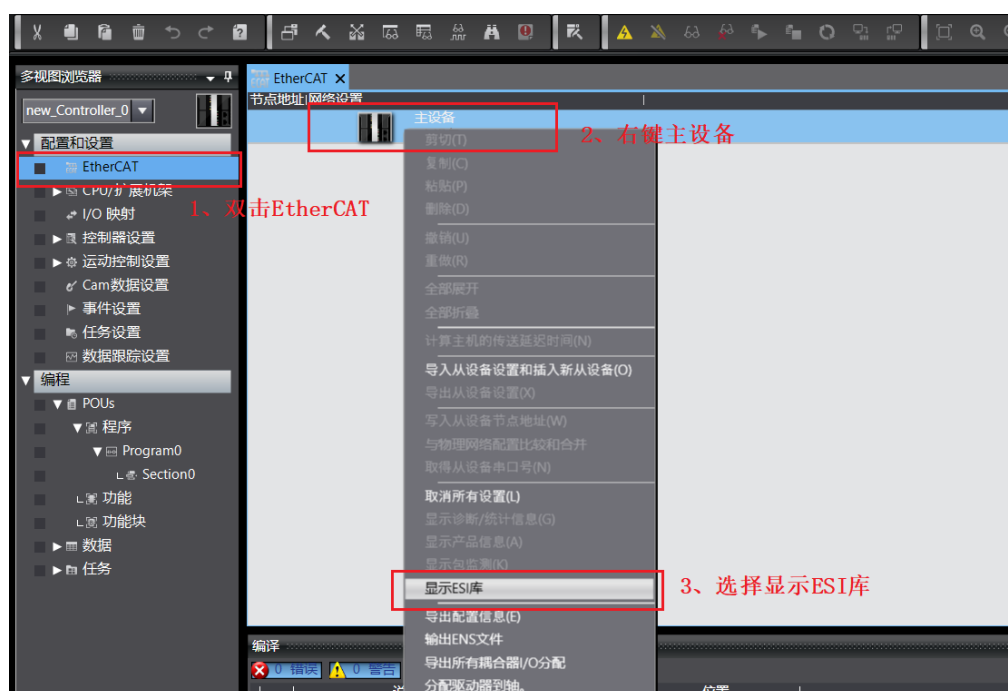 多视图浏览器
new_Controller_0
配置和设置
EtherCAT
CPU/扩展机架
I/O 映射
控制器设置
运动控制设置
Cam数据设置
事件设置
任务设置
数据跟踪设置
编程
POUs
程序
Program0
Section0
功能
功能块
数据
任务
1、双击EtherCAT
EtherCAT
节点地址|网络设置
主设备
2、右键主设备
剪切(T)
复制(C)
粘贴(P)
删除(D)
撤销(U)
重做(R)
全部展开
全部折叠
计算主机的传送延迟时间(N)
导入从设备设置和插入新从设备(O)
导出从设备设置(X)
写入从设备节点地址(W)
与物理网络配置比较和合并
取得从设备串口号(N)
取消所有设置(L)
显示诊断/统计信息(G)
显示产品信息(A)
显示包监测(K)
显示ESI库
3、选择显示ESI库
导出配置信息(E)
输出ENS文件
导出所有耦合器I/O分配
分配驱动器到轴。
编译
0 错误
0 警告
位置